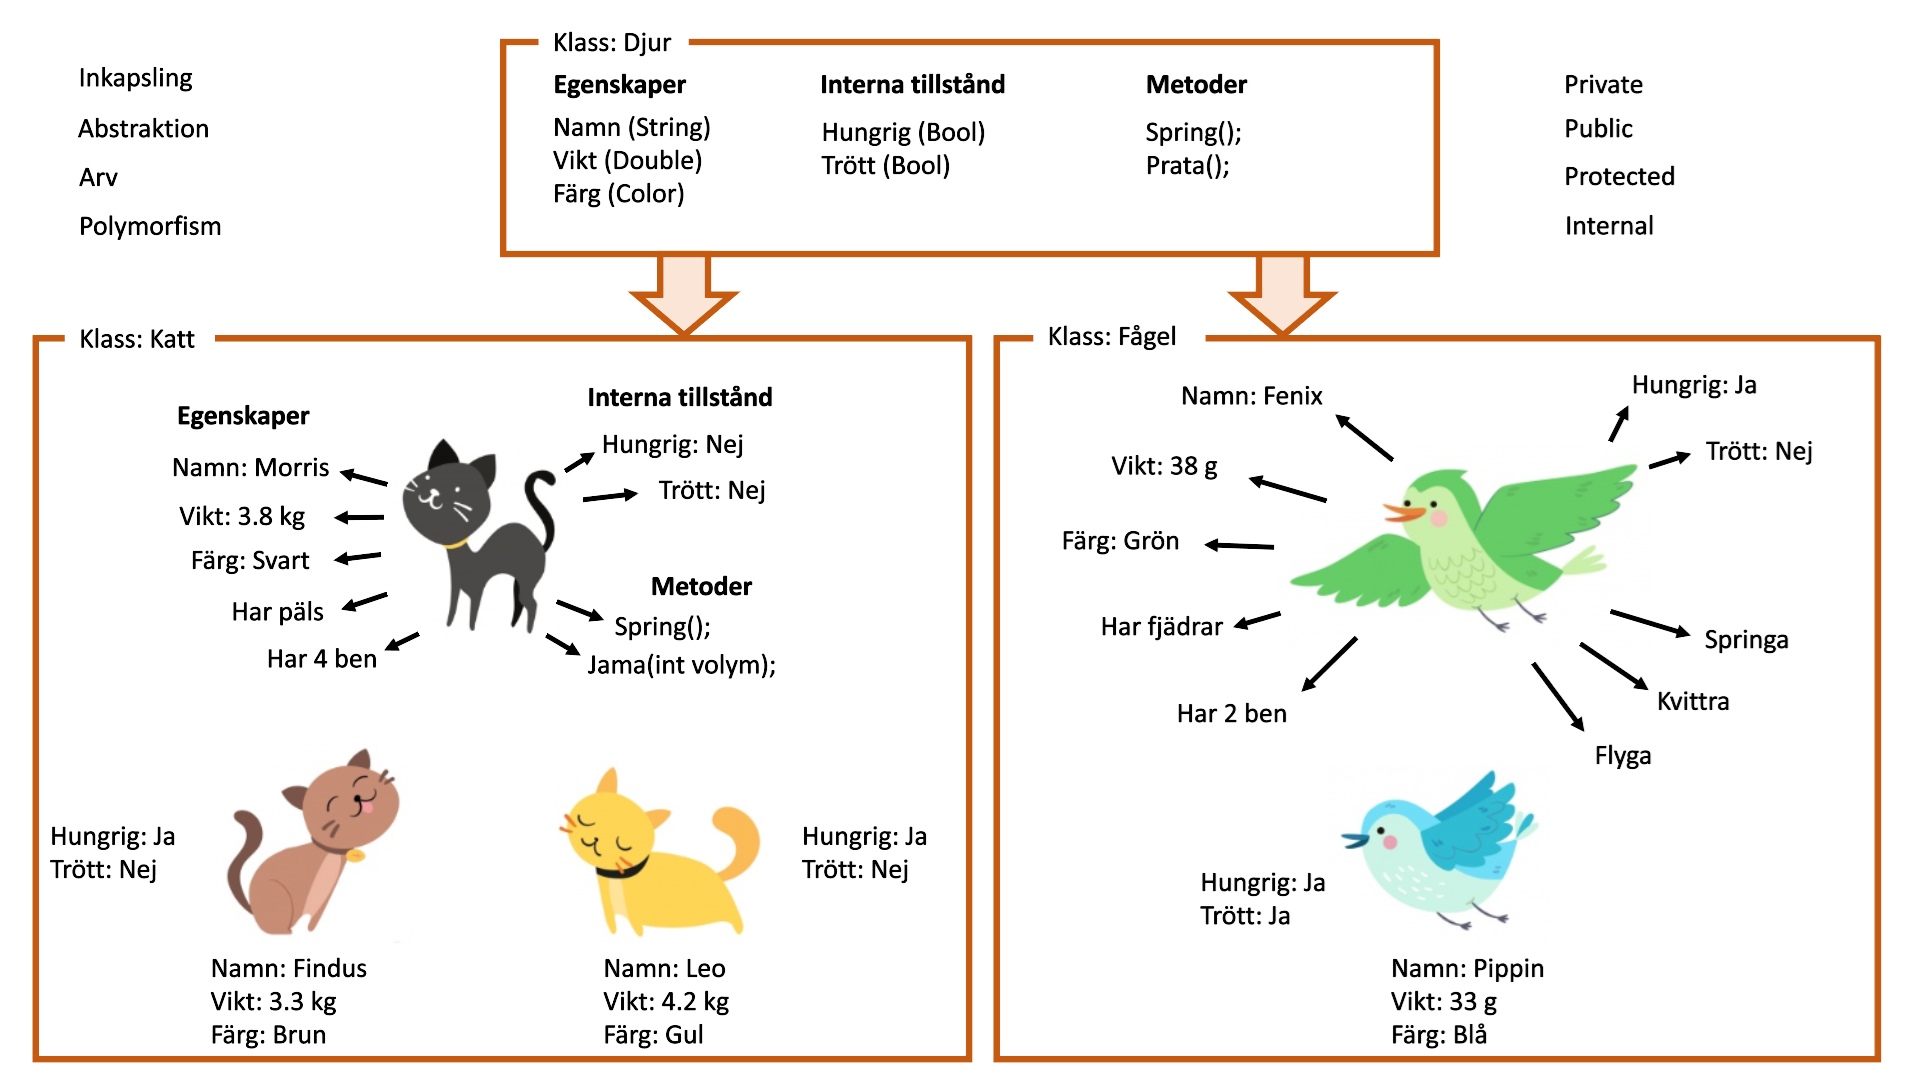 Inkapsling
Abstraktion
Arv
Polymorfism
Klass: Djur
Egenskaper
Namn (String)
Vikt (Double)
Färg (Color)
Interna tillstånd
Hungrig (Bool)
Trött (Bool)
Metoder
Spring();
Prata();
Private
Public
Protected
Internal
Klass: Katt
Egenskaper
Namn: Morris
Vikt: 3.8 kg
Färg: Svart
Har päls
Har 4 ben
Interna tillstånd
Hungrig: Nej
Trött: Nej
Metoder
Spring();
Jama(int volym);
Hungrig: Ja
Trött: Nej
Namn: Findus
Vikt: 3.3 kg
Färg: Brun
Hungrig: Ja
Trött: Nej
Namn: Leo
Vikt: 4.2 kg
Färg: Gul
Klass: Fågel
Namn: Fenix
Vikt: 38 g
Färg: Grön
Har fjädrar
Har 2 ben
Hungrig: Ja
Trött: Nej
Springa
Kvittra
Flyga
Hungrig: Ja
Trött: Ja
Namn: Pippin
Vikt: 33 g
Färg: Blå